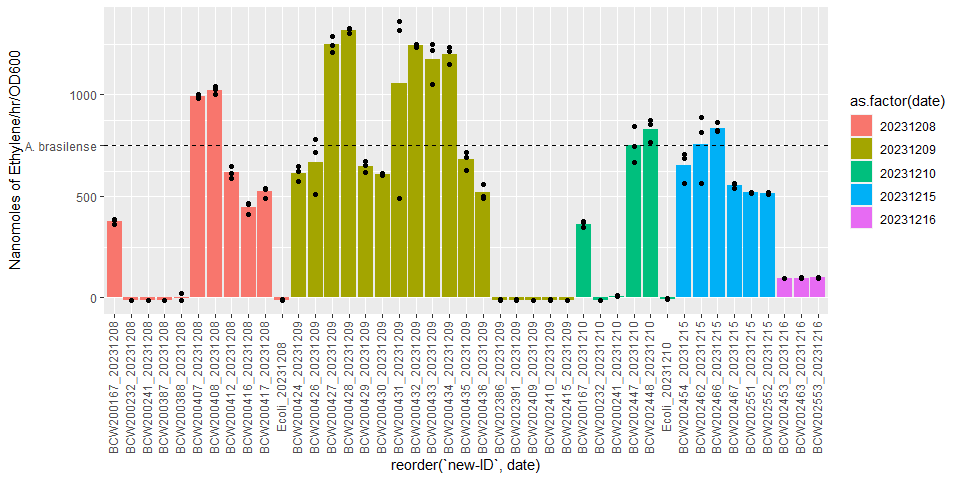 Nanomoles of Ethylene/hr/OD600
1000
A. brasilense
500
0
BCW200167_20231208
BCW200232_20231208
BCW200241_20231208
BCW200387_20231208
BCW200388_20231208
BCW200407_20231208
BCW200408_20231208
BCW200412_20231208
BCW200416_20231208
BCW200417_20231208
Ecoli_20231208
BCW200424_20231209
BCW200426_20231209
BCW200427_20231209
BCW200428_20231209
BCW200429_20231209
BCW200430_20231209
BCW200431_20231209
BCW200432_20231209
BCW200433_20231209
BCW200434_20231209
BCW200435_20231209
BCW200436_20231209
BCW202386_20231209
BCW202391_20231209
BCW202409_20231209
BCW202410_20231209
BCW202415_20231209
BCW200167_20231210
BCW200232_20231210
BCW200241_20231210
BCW202447_20231210
BCW202448_20231210
Ecoli_20231210
BCW202454_20231215
BCW202462_20231215
BCW202466_20231215
BCW202467_20231215
BCW202551_20231215
BCW202552_20231215
BCW202453_20231216
BCW202463_20231216
BCW202553_20231216
reorder(`new-ID`, date)
as.factor(date)
20231208
20231209
20231210
20231215
20231216